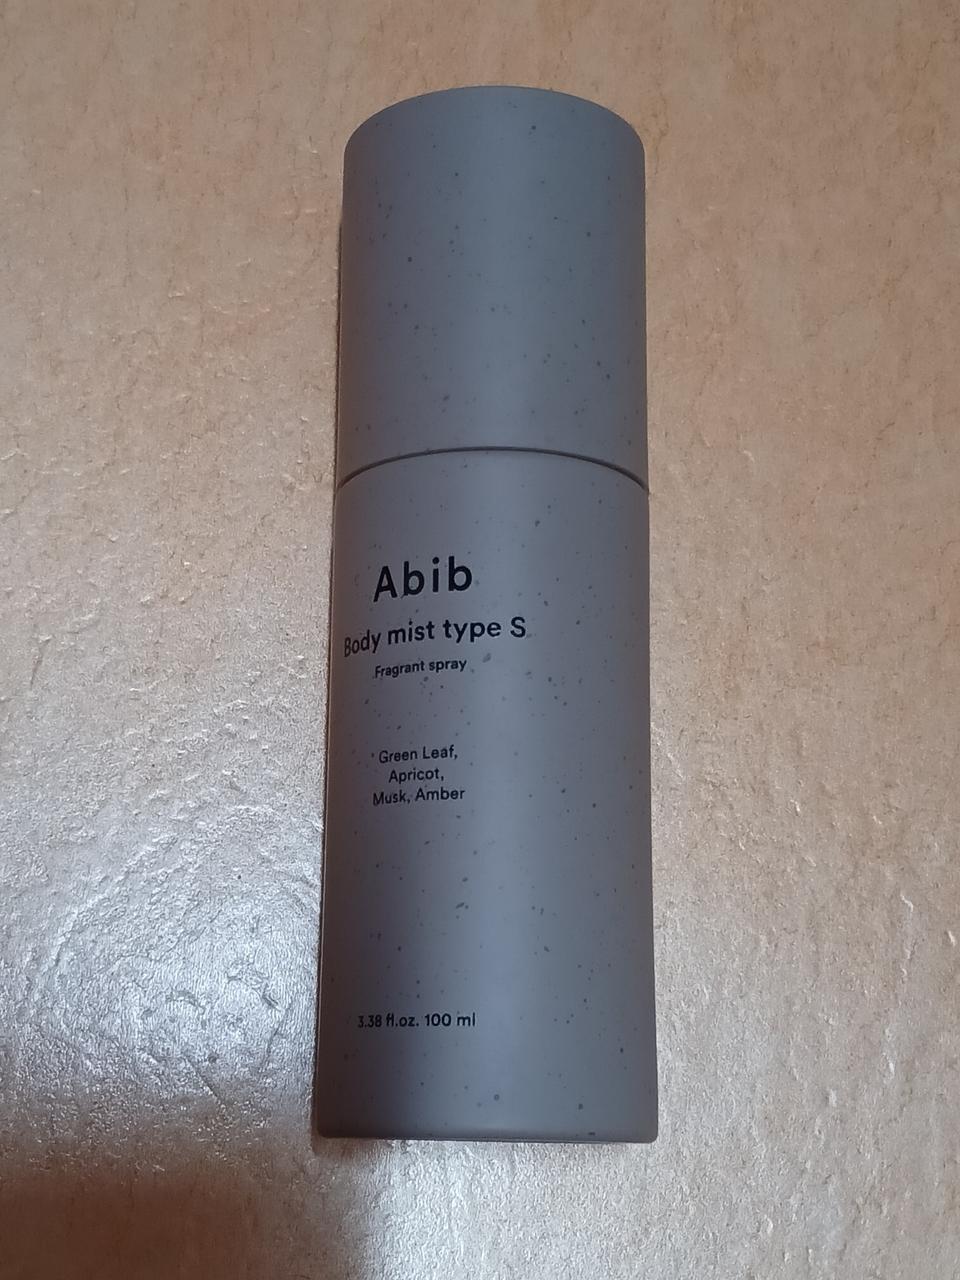 Abib
Body mist type S
Fragrant spray
Green Leaf,
Apricot,
Musk, Amber
3.38 fl.oz. 100 ml